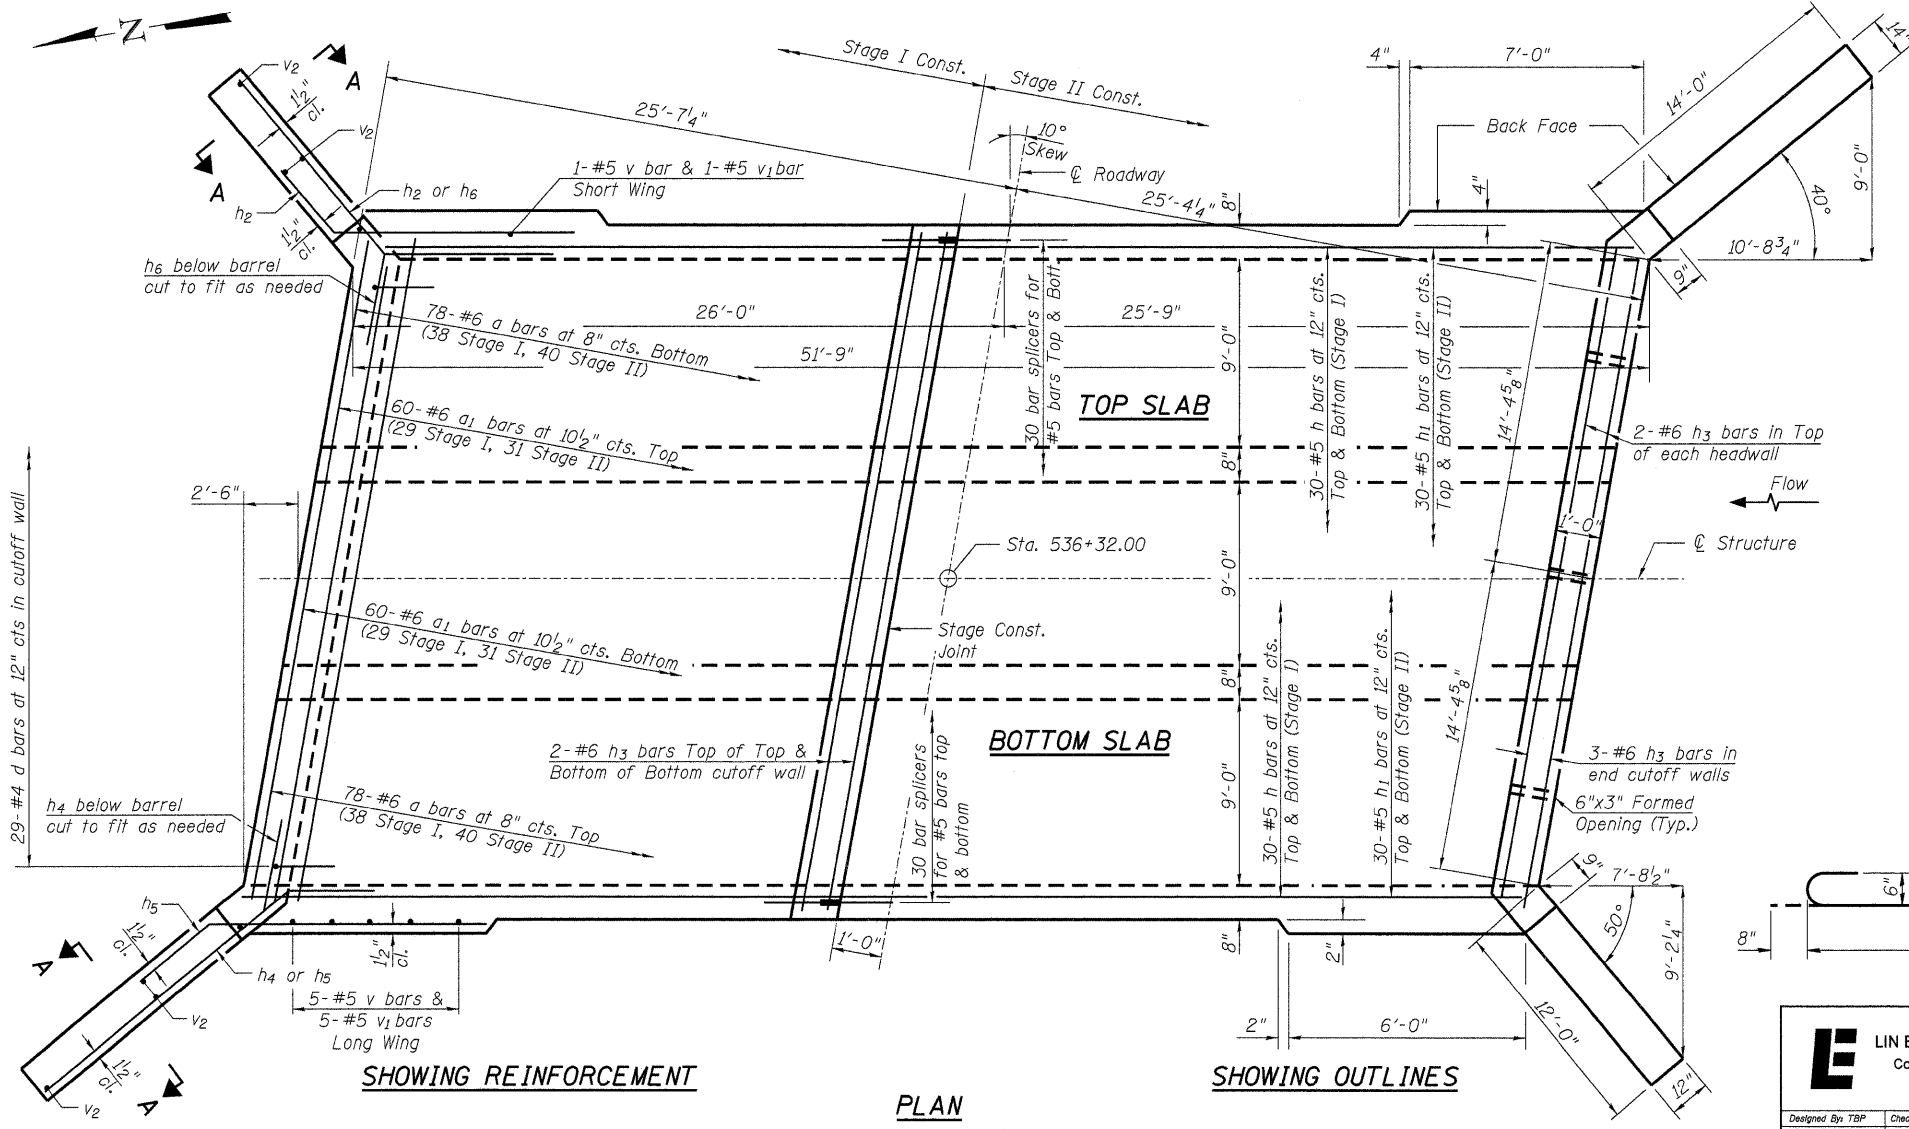 N
v2
A
1½"
cl.
v2
A
h2
1½"
cl.
h2 or h6
25'-7¼"
Stage I Const.
Stage II Const.
10°
Skew
℄ Roadway
25'-4¼"
8"
1-#5 v bar & 1-#5 v1 bar
Short Wing
4"
7'-0"
Back Face
4"
14'-0"
14"
9'-0"
40°
10'-8¾"
9"
h6 below barrel
cut to fit as needed
78-#6 a bars at 8" cts. Bottom
(38 Stage I, 40 Stage II)
26'-0"
25'-9"
51'-9"
60-#6 a1 bars at 10½" cts. Top
(29 Stage I, 31 Stage II)
30 bar splicers for
#5 bars Top & Bott.
TOP SLAB
9'-0"
8"
9'-0"
8"
9'-0"
30-#5 h bars at 12" cts.
Top & Bottom (Stage I)
30-#5 h1 bars at 12" cts.
Top & Bottom (Stage II)
14'-4⅝"
2-#6 h3 bars in Top
of each headwall
Flow
1'-0"
℄ Structure
2'-6"
29-#4 d bars at 12" cts in cutoff wall
Sta. 536+32.00
60-#6 a1 bars at 10½" cts. Bottom
(29 Stage I, 31 Stage II)
Stage Const.
Joint
BOTTOM SLAB
2-#6 h3 bars Top of Top &
Bottom of Bottom cutoff wall
30 bar splicers
for #5 bars top
& bottom
30-#5 h bars at 12" cts.
Top & Bottom (Stage I)
30-#5 h1 bars at 12" cts.
Top & Bottom (Stage II)
14'-4⅝"
3-#6 h3 bars in
end cutoff walls
6"x3" Formed
Opening (Typ.)
h4 below barrel
cut to fit as needed
78-#6 a bars at 8" cts. Top
(38 Stage I, 40 Stage II)
h5
1½"
cl.
A
h4 or h5
v2
1½"
cl.
A
v2
1½"
cl.
5-#5 v bars &
5-#5 v1 bars
Long Wing
1'-0"
8"
2"
2"
6'-0"
9"
7'-8½"
50°
9'-2¼"
12'-0"
12"
6"
8"
SHOWING REINFORCEMENT
SHOWING OUTLINES
PLAN
LIN E
Co
Designed By: TBP
Chec